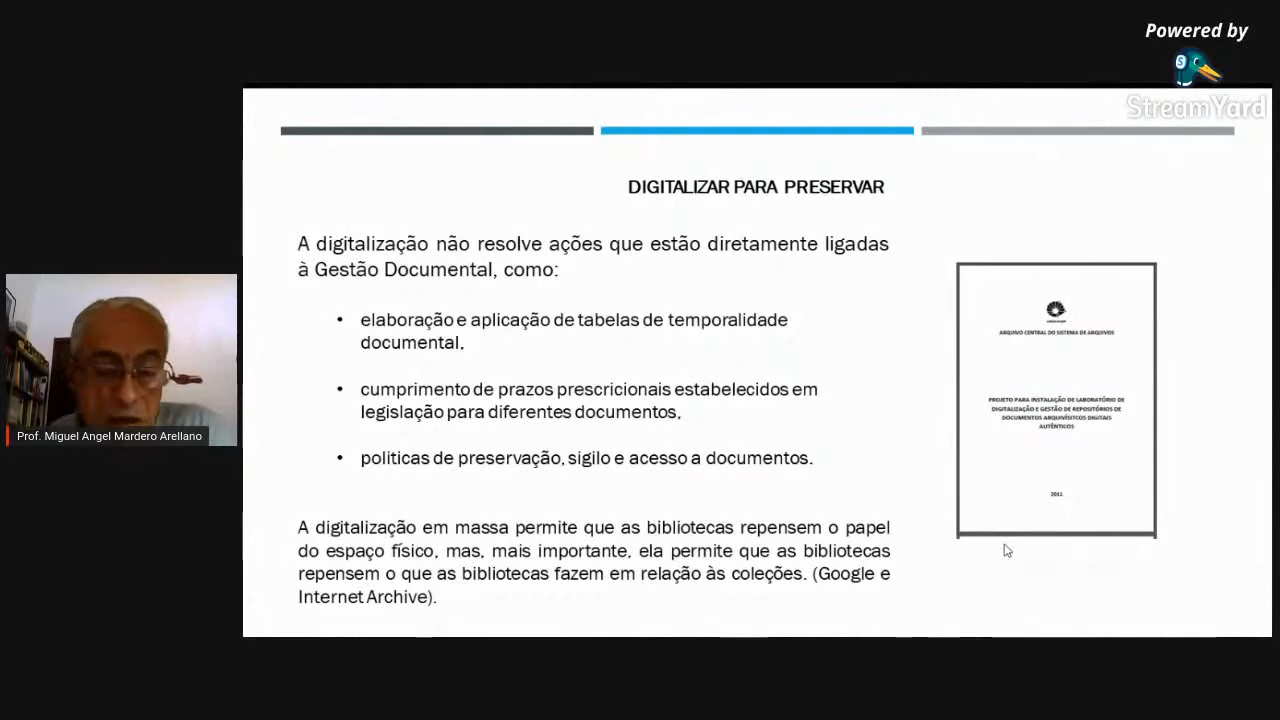 Powered by
StreamYard
DIGITALIZAR PARA PRESERVAR
A digitalização não resolve ações que estão diretamente ligadas
à Gestão Documental, como:
• elaboração e aplicação de tabelas de temporalidade
documental,
• cumprimento de prazos prescricionais estabelecidos em
legislação para diferentes documentos,
• politicas de preservação, sigilo e acesso a documentos.
A digitalização em massa permite que as bibliotecas repensem o papel
do espaço físico, mas, mais importante, ela permite que as bibliotecas
repensem o que as bibliotecas fazem em relação às coleções. (Google e
Internet Archive).
ARQUIVO CENTRAL DO SISTEMA DE ARQUIVOS
PROJETO PARA INSTALAÇÃO DE LABORATÓRIO DE
DIGITALIZAÇÃO E GESTÃO DE REPOSITÓRIOS DE
DOCUMENTOS ARQUIVÍSITCOS DIGITAIS
AUTÊNTICOS
Prof. Miguel Angel Mardero Arellano